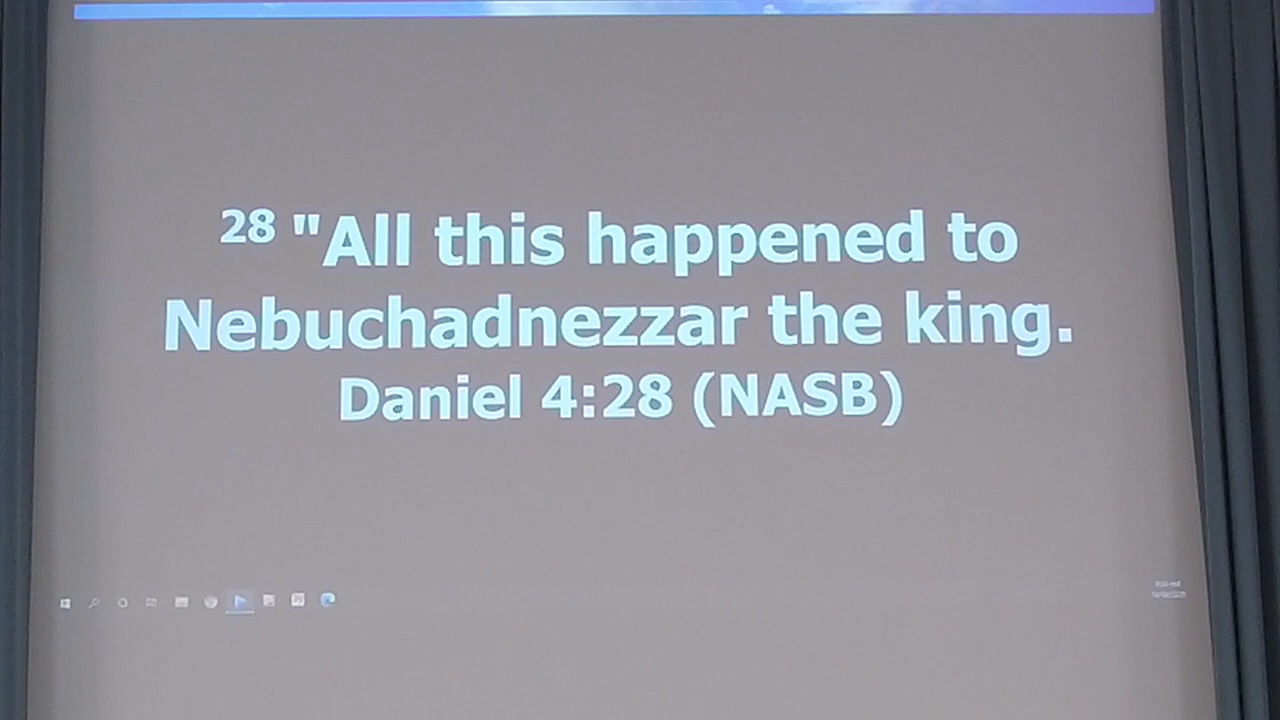 28 "All this happened to
Nebuchadnezzar the king.
Daniel 4:28 (NASB)